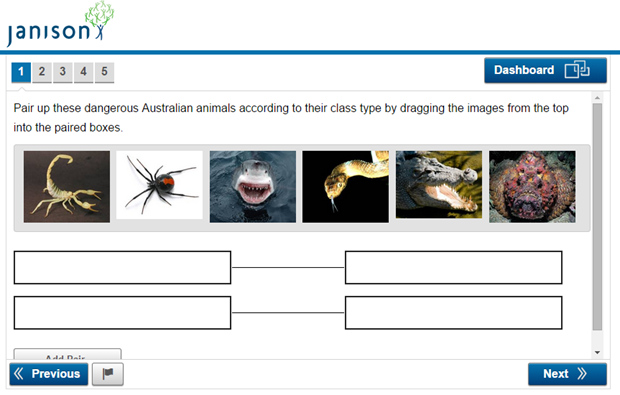 janison
1 2 3 4 5
Dashboard
Pair up these dangerous Australian animals according to their class type by dragging the images from the top
into the paired boxes.
Add Pair
Previous
Next